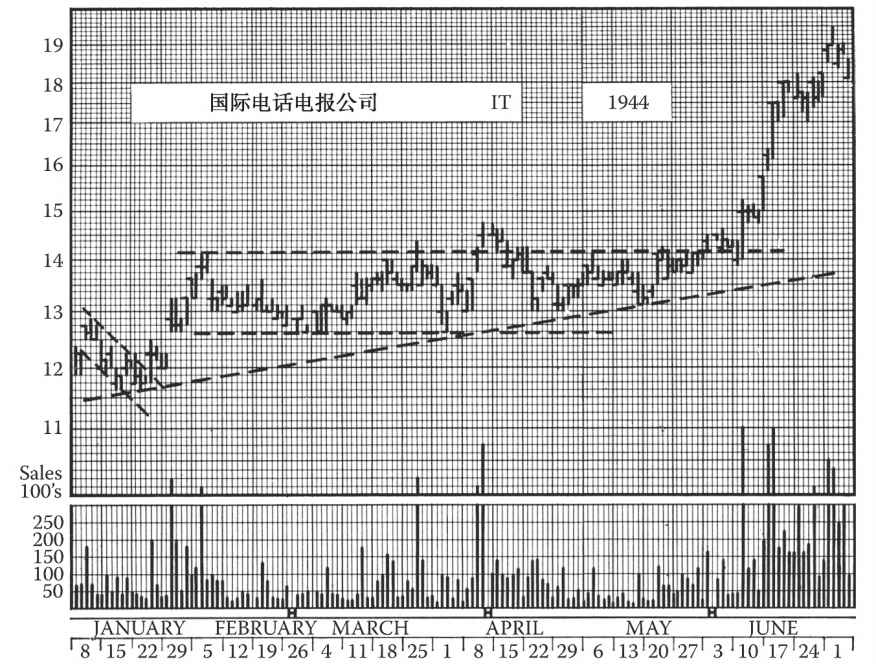 19
18
国际电话电报公司 IT 1944
17
16
15
14
13
12
11
Sales
100's
250
200
150
100
50
JANUARY FEBRUARY MARCH APRIL MAY JUNE
8 15 22 29 5 12 19 26 4 11 18 25 1 8 15 22 29 6 13 20 27 3 10 17 24 1